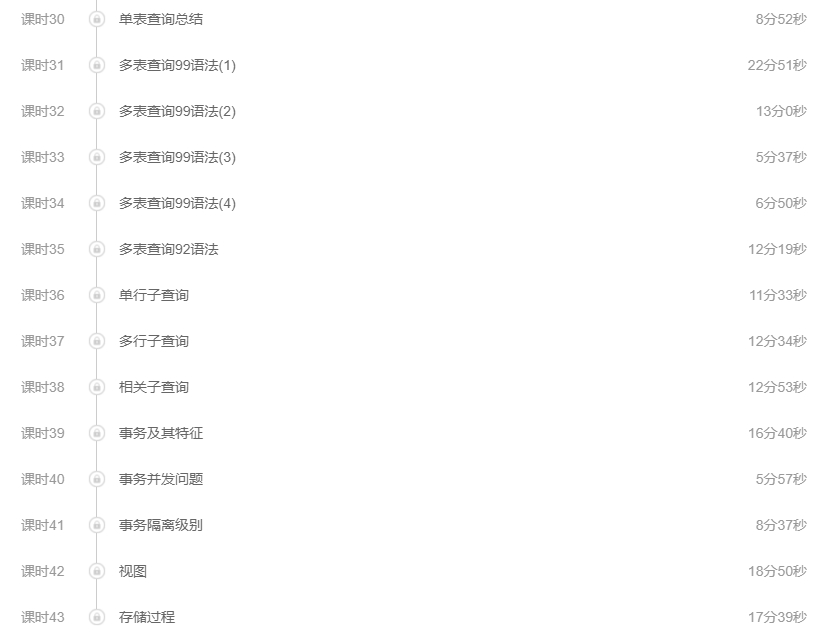 课时30 单表查询总结 8分52秒
课时31 多表查询99语法(1) 22分51秒
课时32 多表查询99语法(2) 13分0秒
课时33 多表查询99语法(3) 5分37秒
课时34 多表查询99语法(4) 6分50秒
课时35 多表查询92语法 12分19秒
课时36 单行子查询 11分33秒
课时37 多行子查询 12分34秒
课时38 相关子查询 12分53秒
课时39 事务及其特征 16分40秒
课时40 事务并发问题 5分57秒
课时41 事务隔离级别 8分37秒
课时42 视图 18分50秒
课时43 存储过程 17分39秒